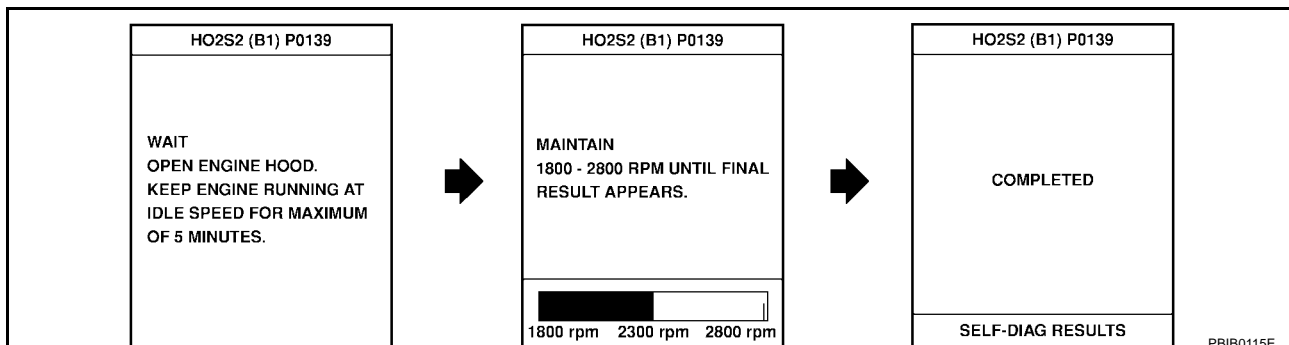 HO2S2 (B1) P0139
WAIT
OPEN ENGINE HOOD.
KEEP ENGINE RUNNING AT
IDLE SPEED FOR MAXIMUM
OF 5 MINUTES.
HO2S2 (B1) P0139
MAINTAIN
1800 - 2800 RPM UNTIL FINAL
RESULT APPEARS.
1800 rpm 2300 rpm 2800 rpm
HO2S2 (B1) P0139
COMPLETED
SELF-DIAG RESULTS
PBIB0115E